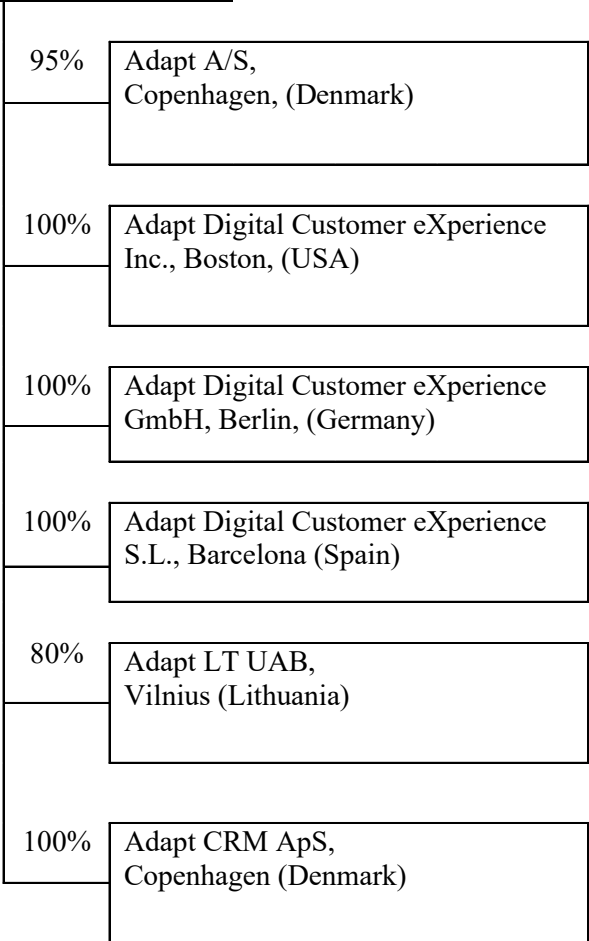 95%
Adapt A/S,
Copenhagen, (Denmark)
100%
Adapt Digital Customer eXperience
Inc., Boston, (USA)
100%
Adapt Digital Customer eXperience
GmbH, Berlin, (Germany)
100%
Adapt Digital Customer eXperience
S.L., Barcelona (Spain)
80%
Adapt LT UAB,
Vilnius (Lithuania)
100%
Adapt CRM ApS,
Copenhagen (Denmark)